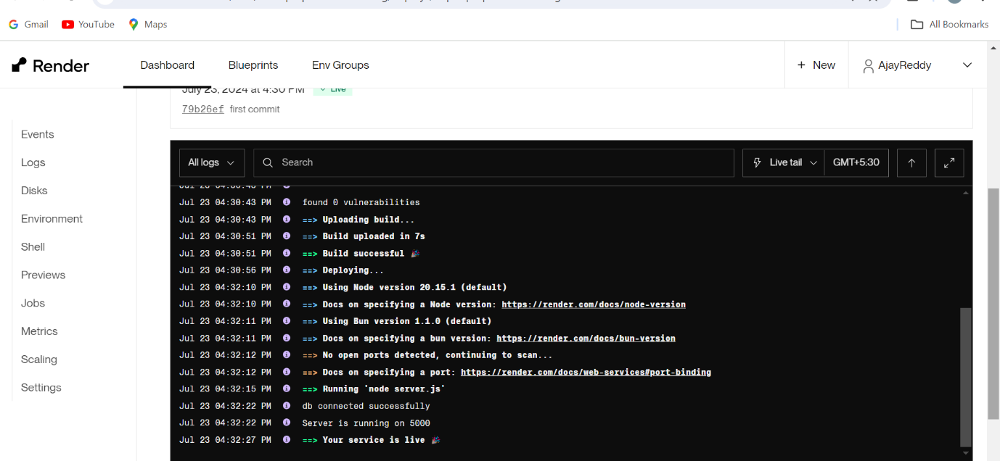 Gmail YouTube Maps All Bookmarks
Render Dashboard Blueprints Env Groups + New AjayReddy
July 23, 2024 at 4:30 PM Live
79b26ef first commit
Events
Logs
Disks
Environment
Shell
Previews
Jobs
Metrics
Scaling
Settings
All logs Search Live tail GMT+5:30
Jul 23 04:30:43 PM found 0 vulnerabilities
Jul 23 04:30:43 PM ==> Uploading build...
Jul 23 04:30:51 PM ==> Build uploaded in 7s
Jul 23 04:30:51 PM ==> Build successful 🎉
Jul 23 04:30:56 PM ==> Deploying...
Jul 23 04:32:10 PM ==> Using Node version 20.15.1 (default)
Jul 23 04:32:10 PM ==> Docs on specifying a Node version: https://render.com/docs/node-version
Jul 23 04:32:11 PM ==> Using Bun version 1.1.0 (default)
Jul 23 04:32:11 PM ==> Docs on specifying a bun version: https://render.com/docs/bun-version
Jul 23 04:32:12 PM ==> No open ports detected, continuing to scan...
Jul 23 04:32:12 PM ==> Docs on specifying a port: https://render.com/docs/web-services#port-binding
Jul 23 04:32:15 PM ==> Running 'node server.js'
Jul 23 04:32:22 PM db connected successfully
Jul 23 04:32:22 PM Server is running on 5000
Jul 23 04:32:27 PM ==> Your service is live 🎉